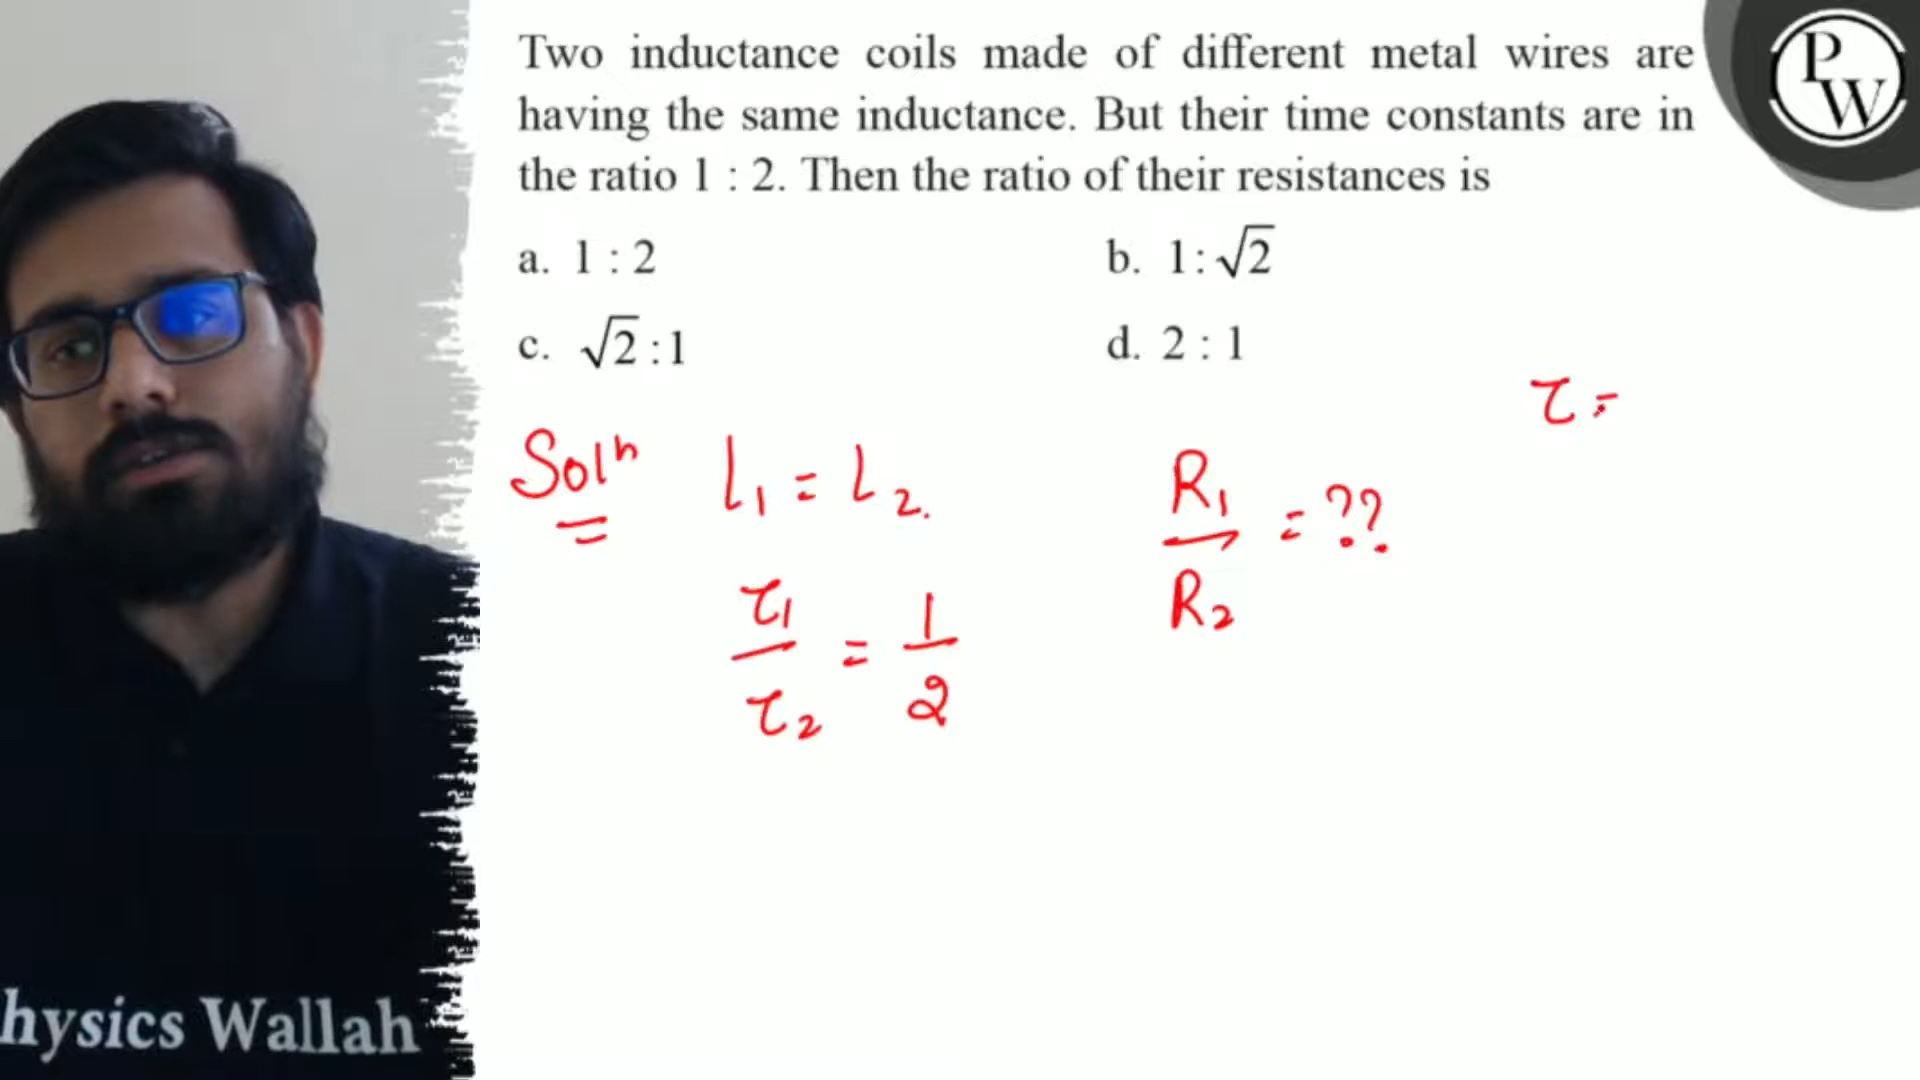 Two inductance coils made of different metal wires are
having the same inductance. But their time constants are in
the ratio 1 : 2. Then the ratio of their resistances is
a. 1 : 2
b. 1:√2
c. √2:1
d. 2 : 1
τ =
Solⁿ
L₁ = L₂.
R₁/R₂ = ??
τ₁/τ₂ = 1/2
PW
hysics Wallah